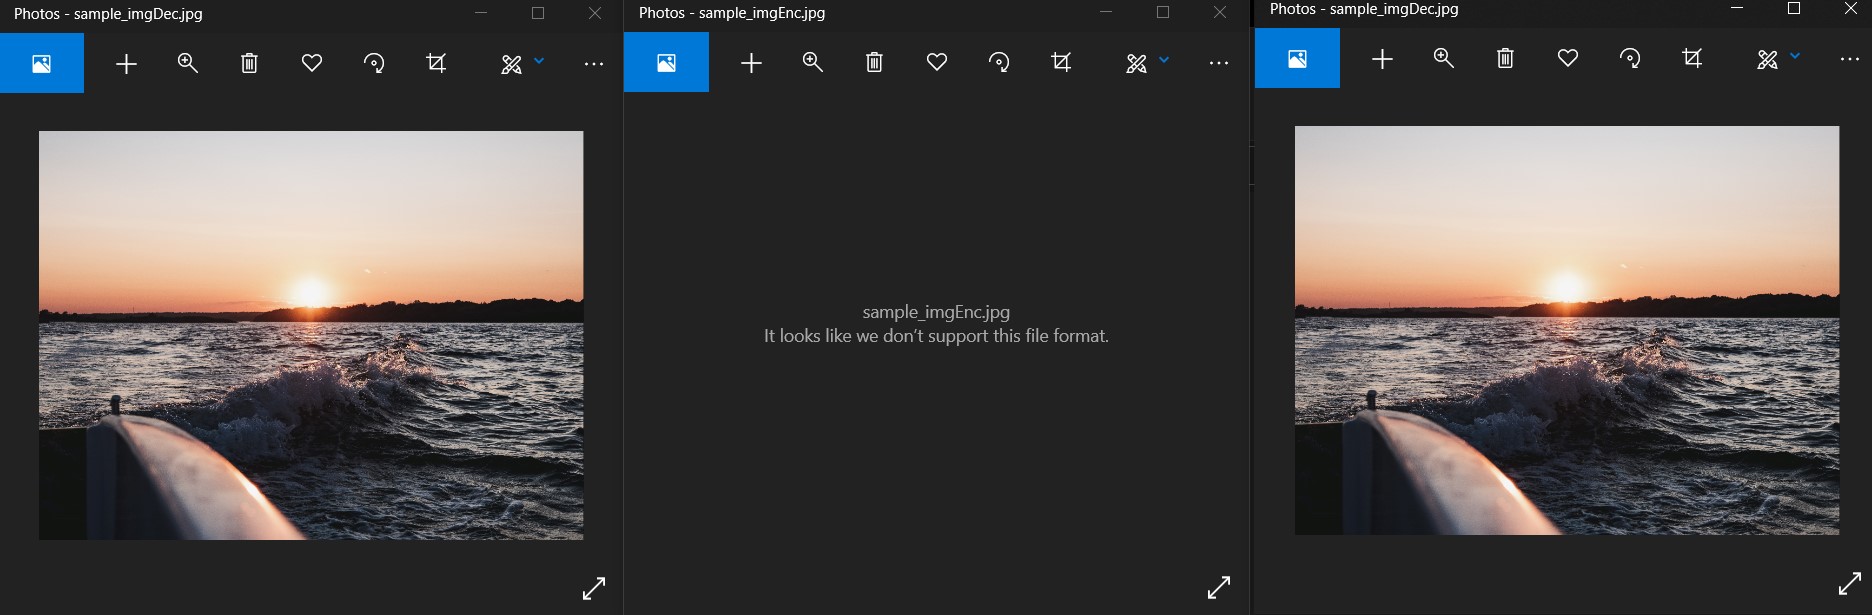 Photos - sample_imgDec.jpg
Photos - sample_imgEnc.jpg
sample_imgEnc.jpg
It looks like we don't support this file format.
Photos - sample_imgDec.jpg